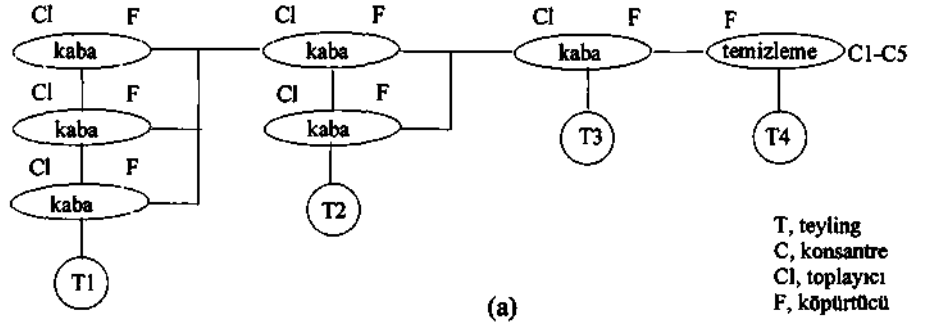 Cl F Cl F Cl F F
kaba kaba kaba temizleme C1-C5
Cl F Cl F
kaba kaba T3 T4
Cl F
kaba T2
T1
T, teyling
C, konsantre
Cl, toplayıcı
F, köpürtücü
(a)